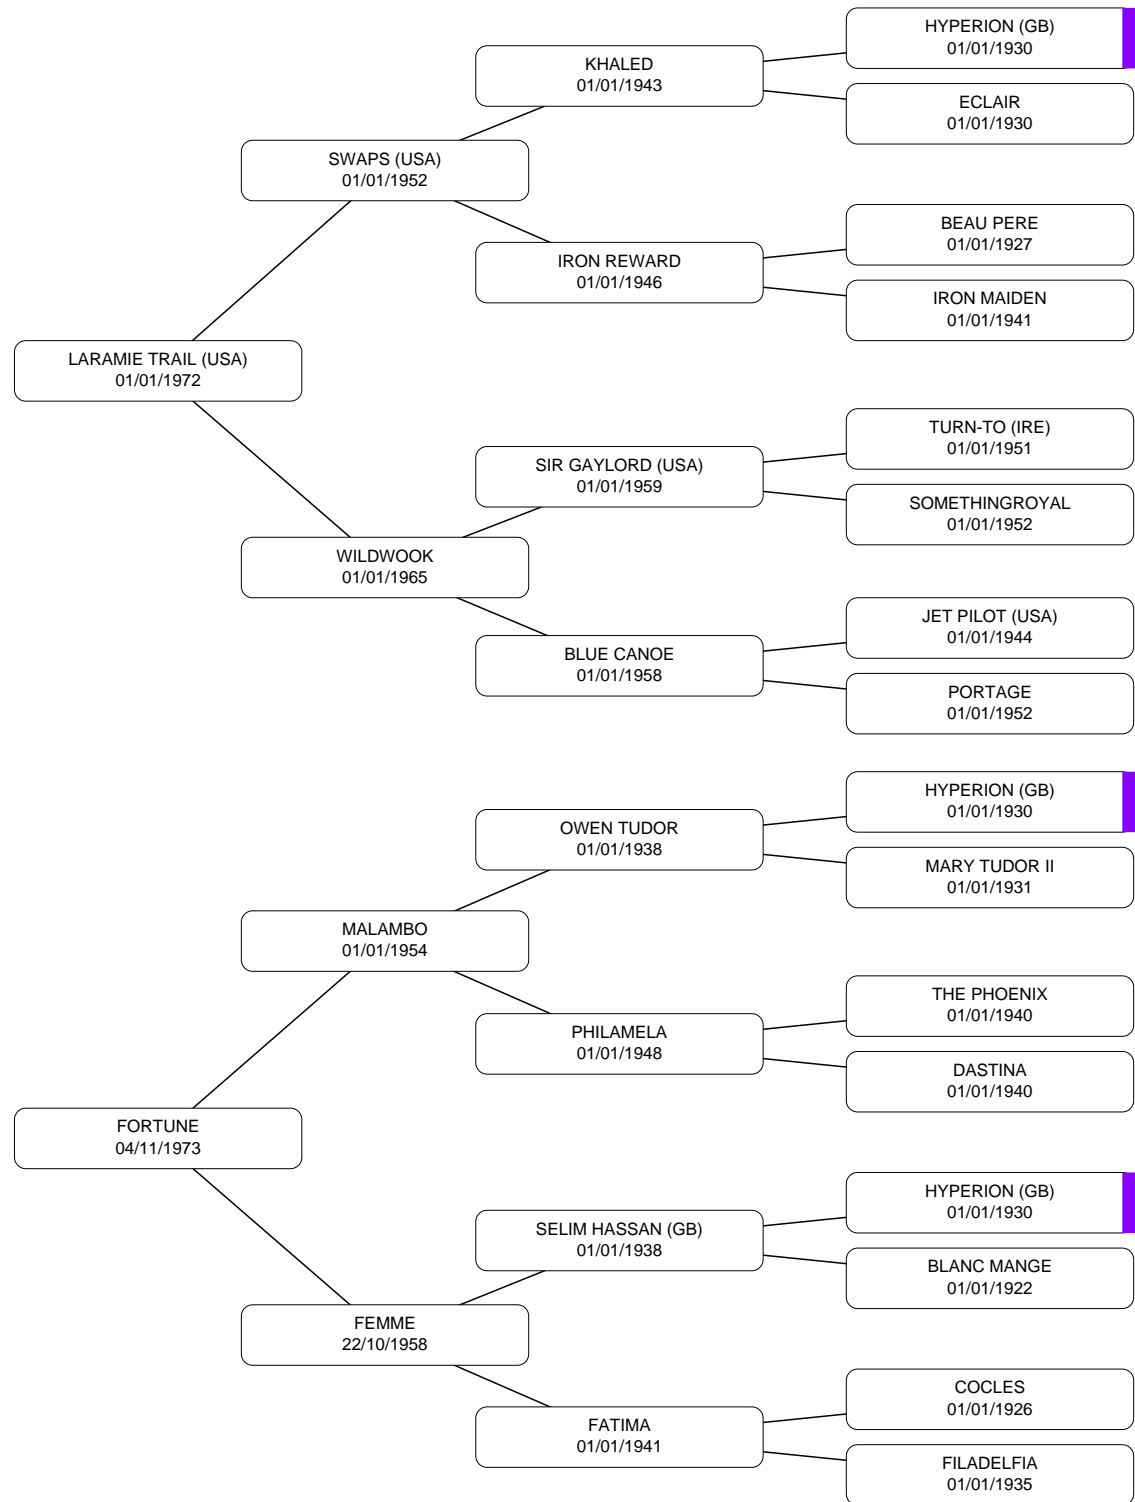 HYPERION (GB)
01/01/1930
KHALED
01/01/1943
ECLAIR
01/01/1930
SWAPS (USA)
01/01/1952
BEAU PERE
01/01/1927
IRON REWARD
01/01/1946
IRON MAIDEN
01/01/1941
LARAMIE TRAIL (USA)
01/01/1972
TURN-TO (IRE)
01/01/1951
SIR GAYLORD (USA)
01/01/1959
SOMETHINGROYAL
01/01/1952
WILDWOOK
01/01/1965
JET PILOT (USA)
01/01/1944
BLUE CANOE
01/01/1958
PORTAGE
01/01/1952
HYPERION (GB)
01/01/1930
OWEN TUDOR
01/01/1938
MARY TUDOR II
01/01/1931
MALAMBO
01/01/1954
THE PHOENIX
01/01/1940
PHILAMELA
01/01/1948
DASTINA
01/01/1940
FORTUNE
04/11/1973
HYPERION (GB)
01/01/1930
SELIM HASSAN (GB)
01/01/1938
BLANC MANGE
01/01/1922
FEMME
22/10/1958
COCLES
01/01/1926
FATIMA
01/01/1941
FILADELFIA
01/01/1935